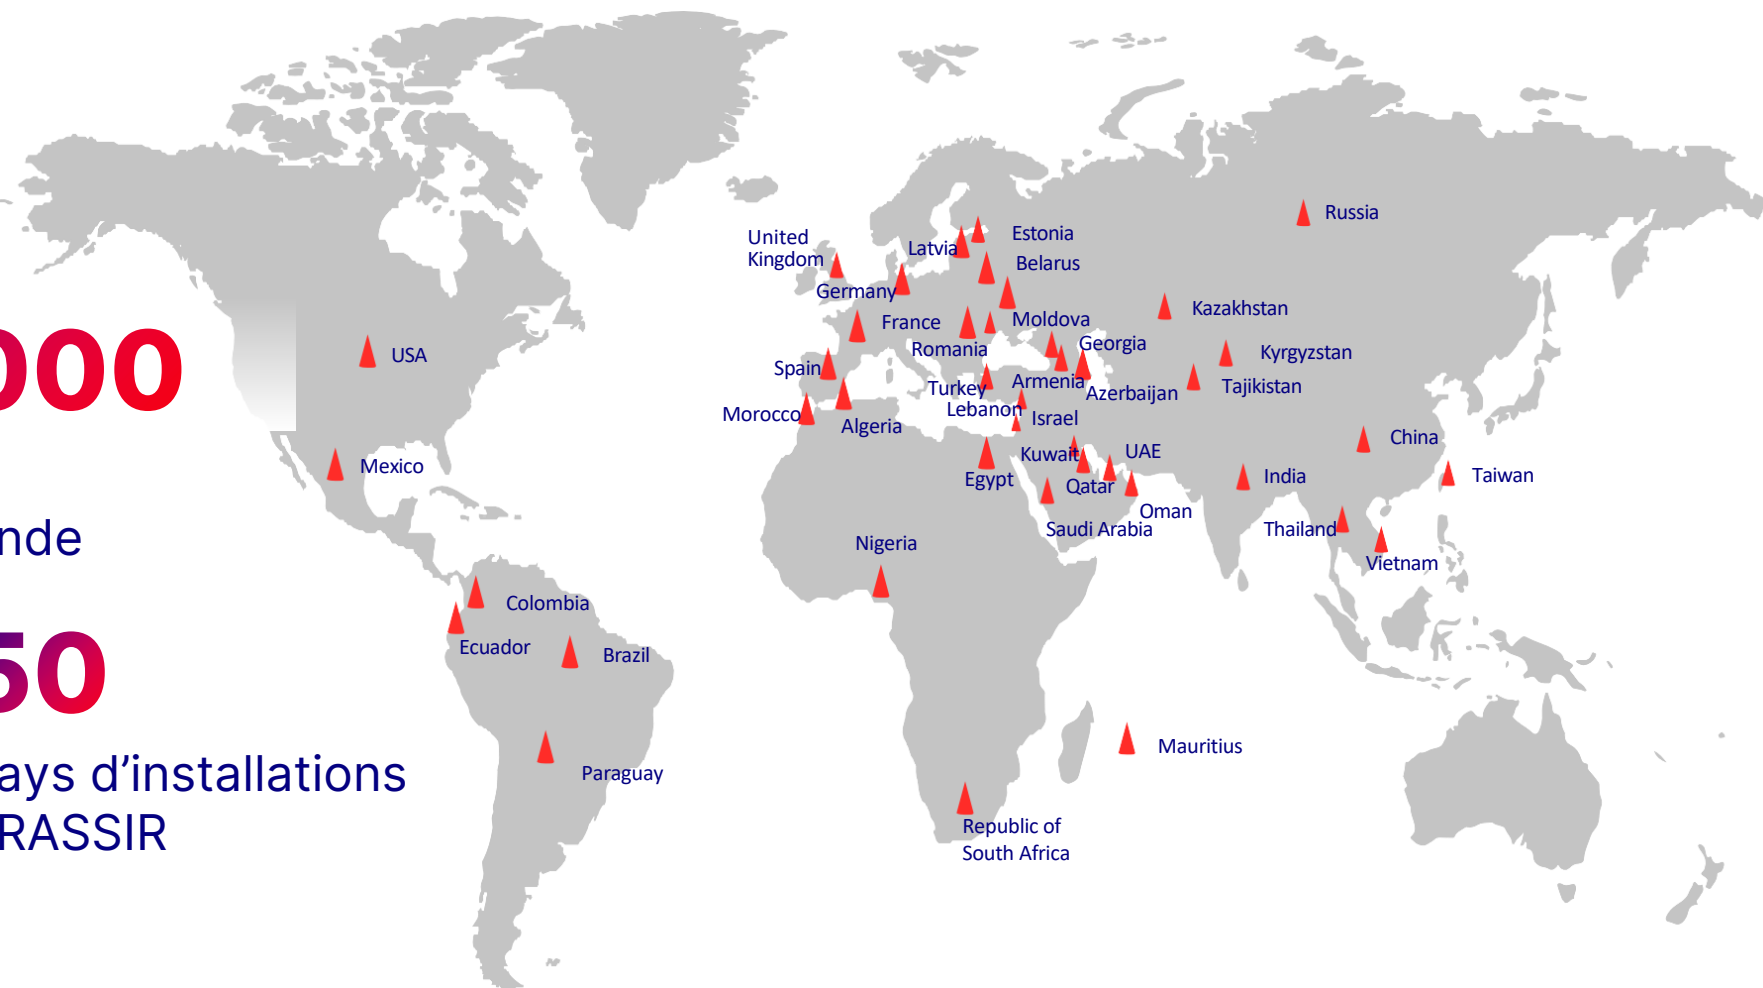 000
nde
50
ays d’installations
RASSIR
USA
Mexico
Colombia
Ecuador
Brazil
Paraguay
United
Kingdom
Latvia
Estonia
Belarus
Germany
France
Moldova
Romania
Georgia
Spain
Turkey
Armenia
Azerbaijan
Lebanon
Morocco
Algeria
Israel
Kuwait
UAE
Egypt
Qatar
Oman
Saudi Arabia
Nigeria
Mauritius
Republic of
South Africa
Russia
Kazakhstan
Kyrgyzstan
Tajikistan
China
India
Taiwan
Thailand
Vietnam